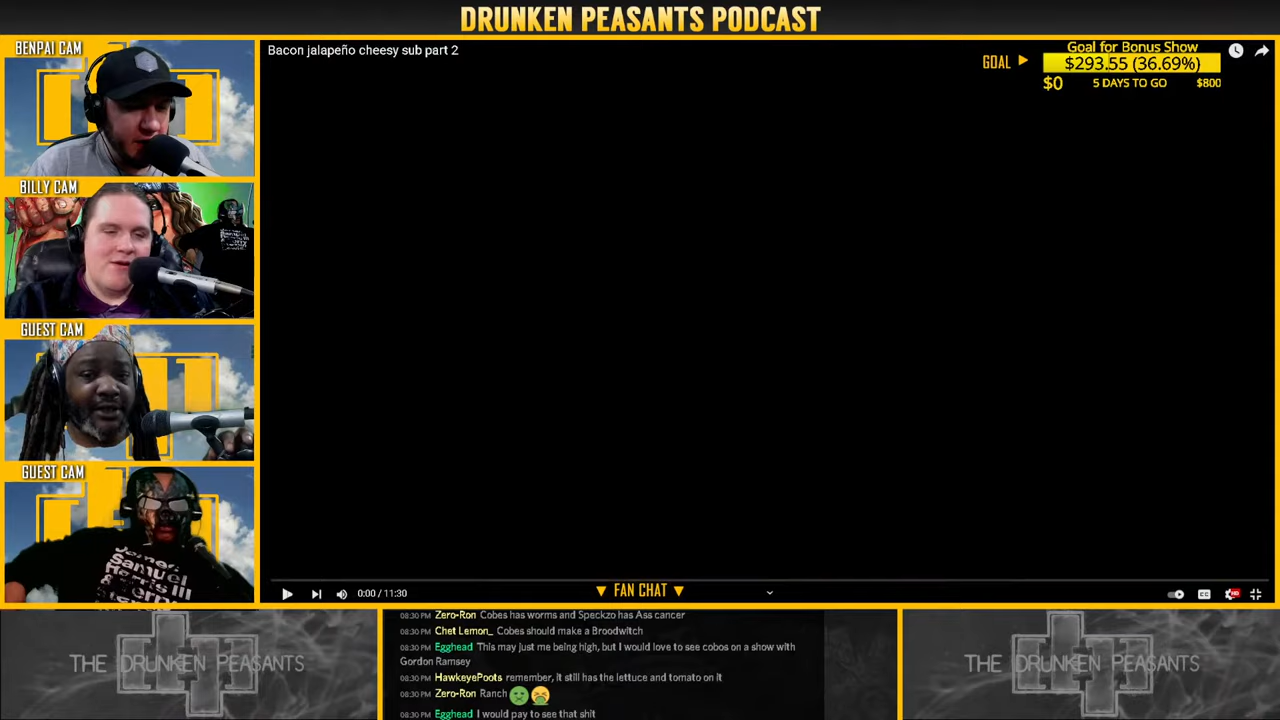 DRUNKEN PEASANTS PODCAST
BENPAI CAM
Bacon jalapeño cheesy sub part 2
GOAL
Goal for Bonus Show
$293.55 (36.69%)
$0 5 DAYS TO GO $800
BILLY CAM
GUEST CAM
GUEST CAM
James
Samuel
Harris III
0:00 / 11:30
▼ FAN CHAT ▼
CC
HD
08:30 PM Zero-Ron Cobes has worms and Speckzo has Ass cancer
08:30 PM Chet Lemon_ Cobes should make a Broodwitch
08:30 PM Egghead This may just me being high, but I would love to see cobos on a show with
Gordon Ramsey
08:30 PM HawkeyePoots remember, it still has the lettuce and tomato on it
08:30 PM Zero-Ron Ranch 🤢🤮
08:30 PM Egghead I would pay to see that shit
THE DRUNKEN PEASANTS
THE DRUNKEN PEASANTS